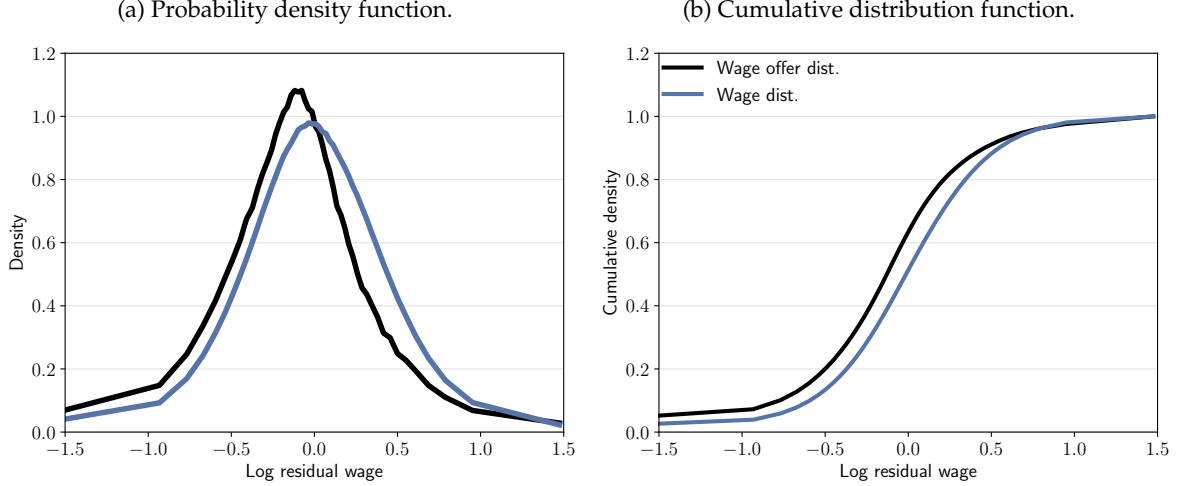 (a) Probability density function.
1.2
1.0
0.8
0.6
0.4
0.2
0.0
Density
−1.5 −1.0 −0.5 0.0 0.5 1.0 1.5
Log residual wage
(b) Cumulative distribution function.
Wage offer dist.
Wage dist.
1.2
1.0
0.8
0.6
0.4
0.2
0.0
Cumulative density
−1.5 −1.0 −0.5 0.0 0.5 1.0 1.5
Log residual wage